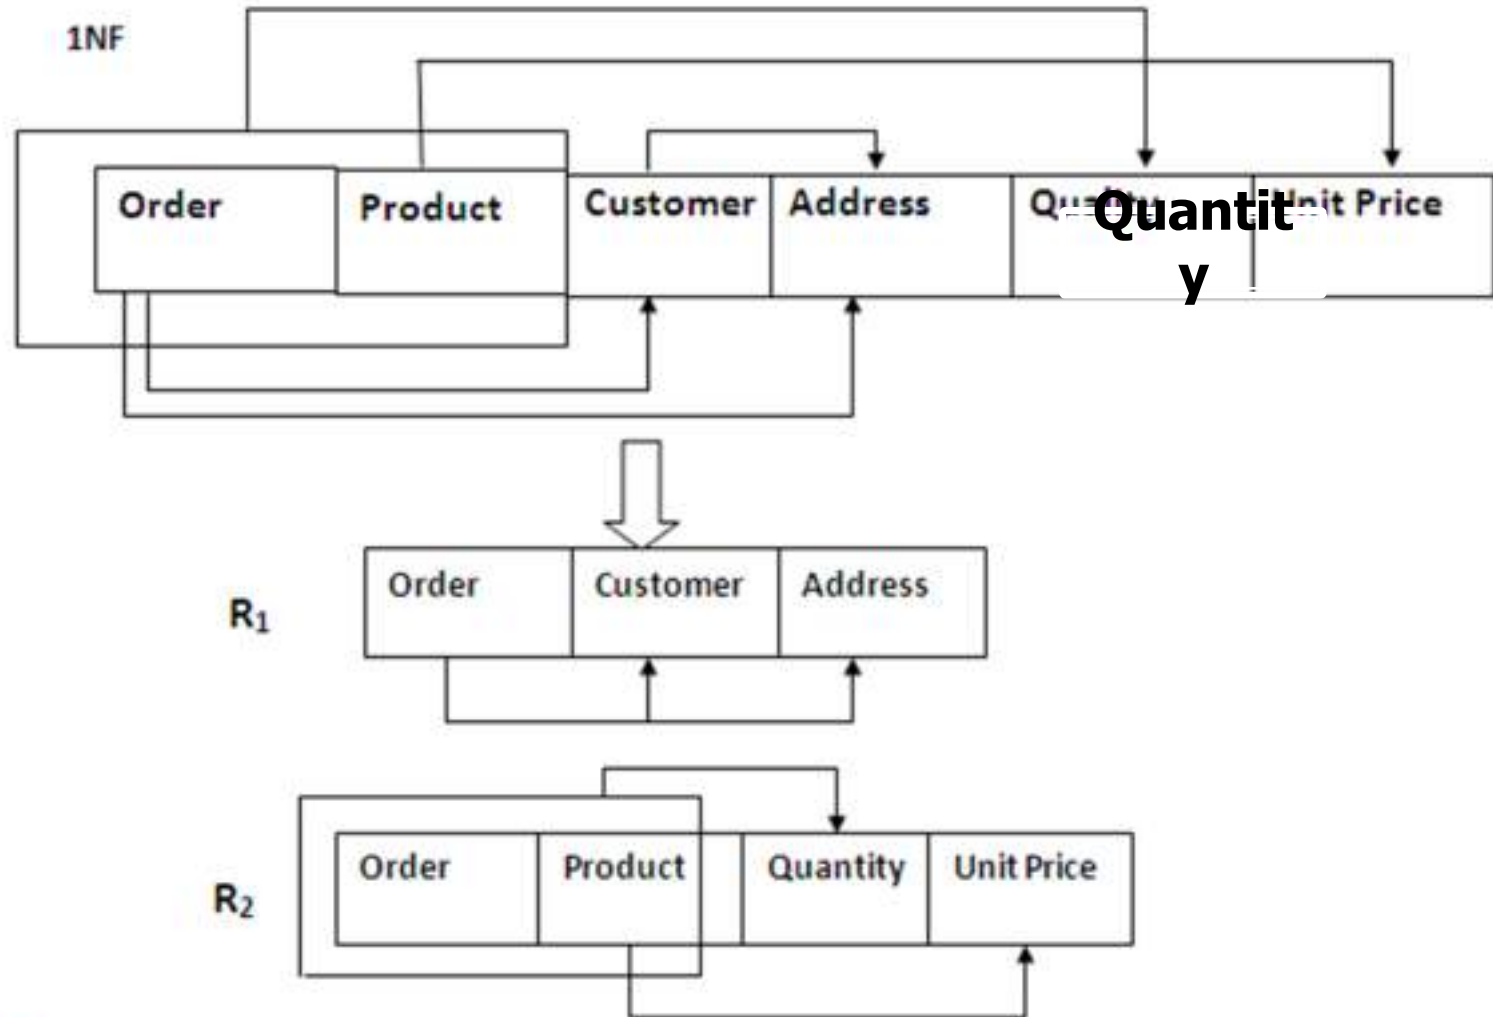 1NF
Order Product Customer Address Quantit Unit Price
y
R1 Order Customer Address
R2 Order Product Quantity Unit Price